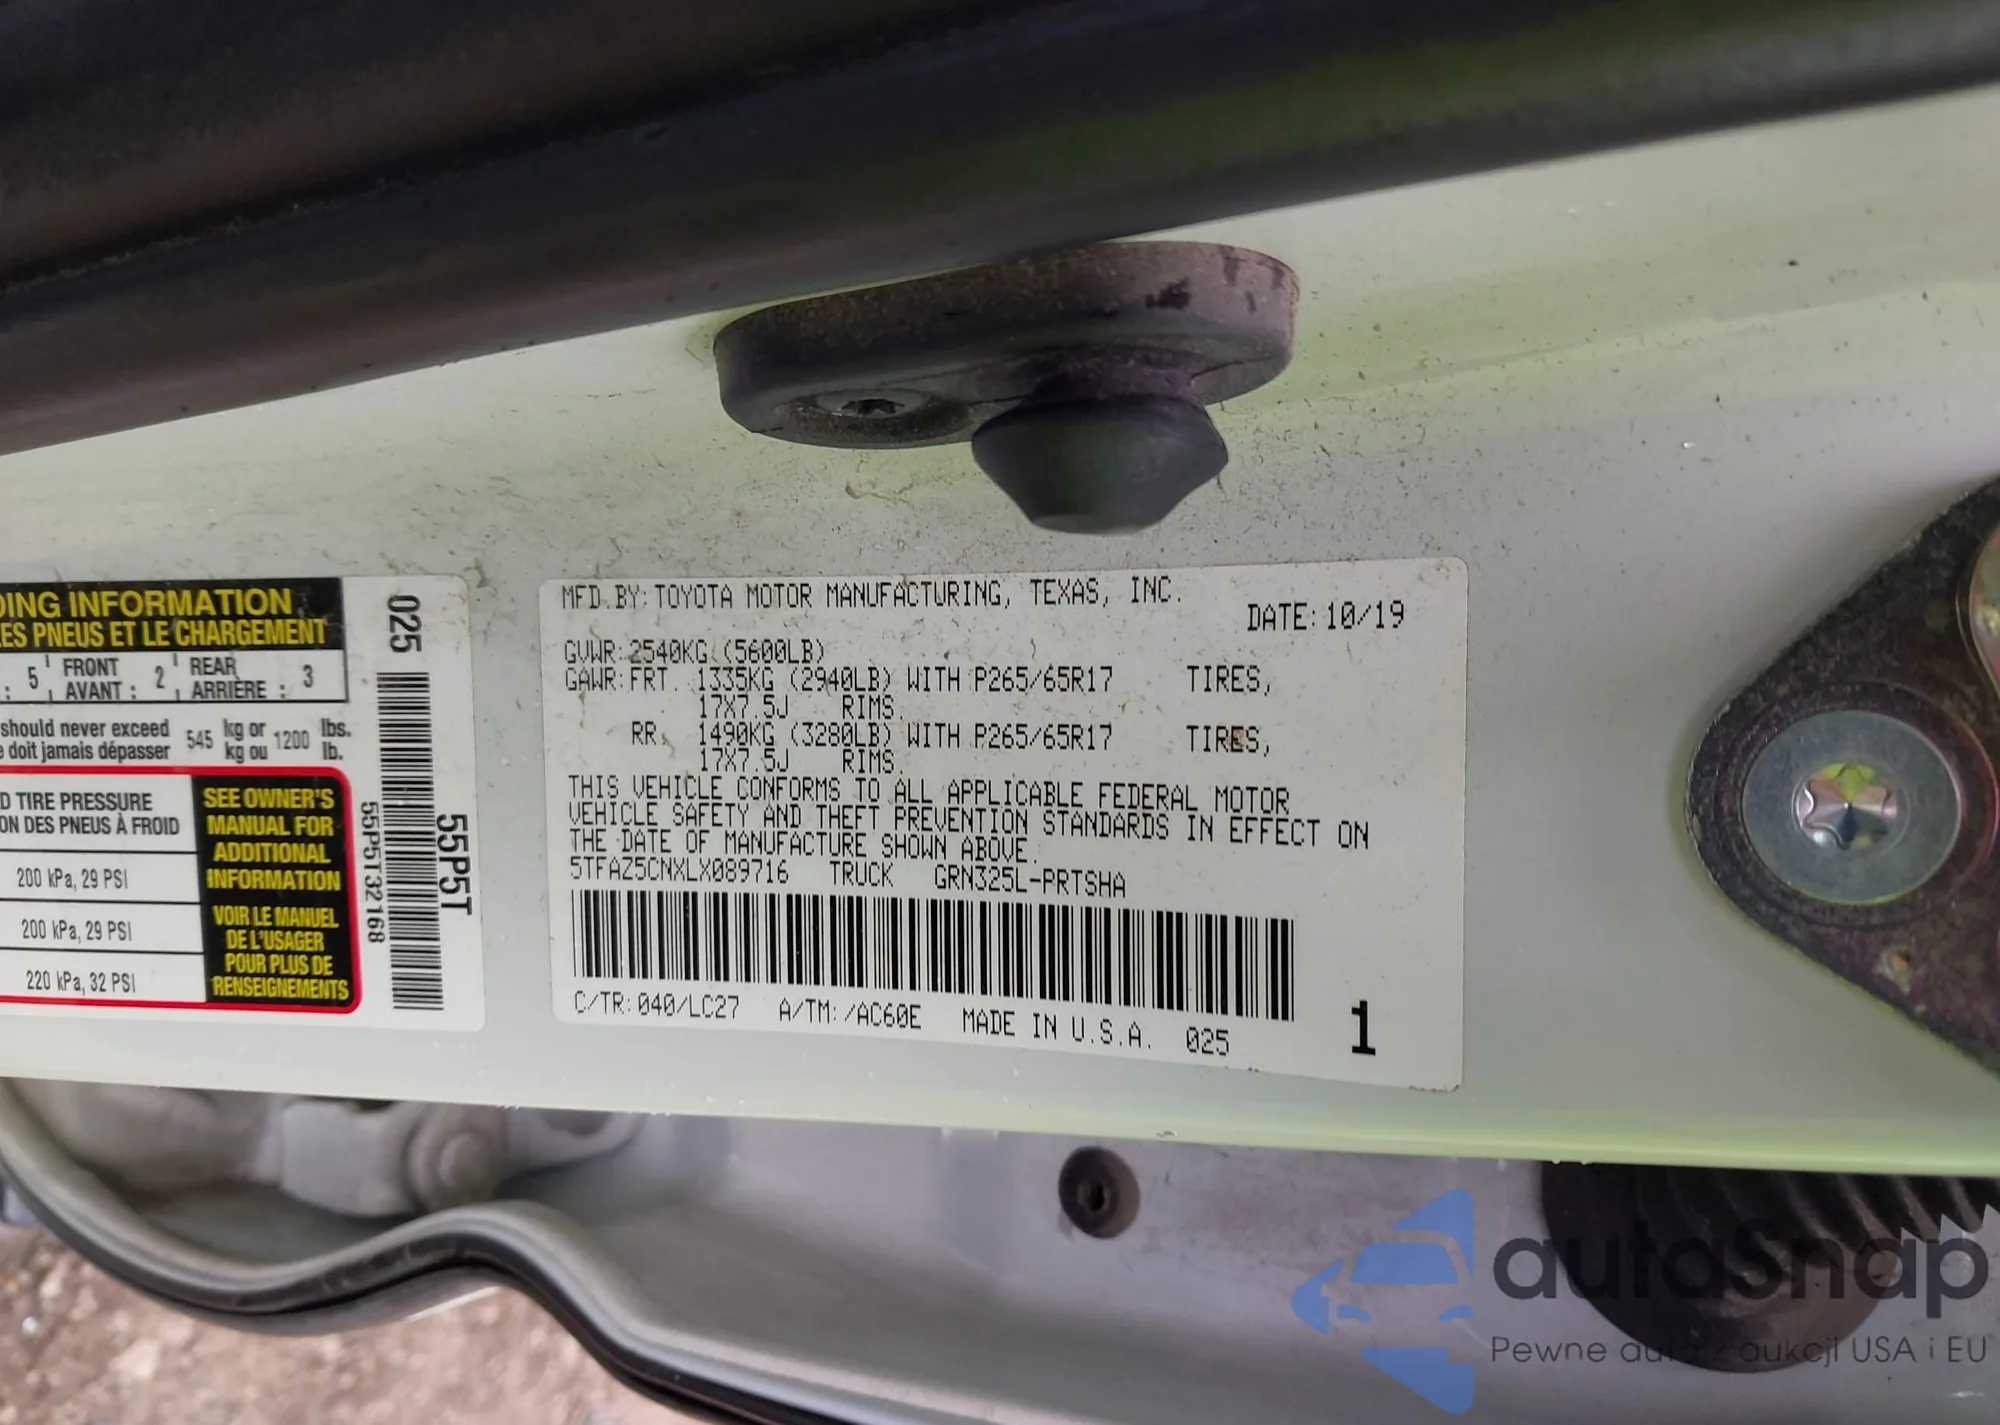 DING INFORMATION
LES PNEUS ET LE CHARGEMENT
: 5 FRONT AVANT : 2 REAR ARRIÈRE : 3
should never exceed 545 kg or 1200 lbs.
doit jamais dépasser kg ou lb.
D TIRE PRESSURE
ON DES PNEUS À FROID
200 kPa, 29 PSI
200 kPa, 29 PSI
220 kPa, 32 PSI
SEE OWNER'S
MANUAL FOR
ADDITIONAL
INFORMATION
VOIR LE MANUEL
DE L'USAGER
POUR PLUS DE
RENSEIGNEMENTS
025
55P5T32168
55P5T
MFD.BY:TOYOTA MOTOR MANUFACTURING, TEXAS, INC.
DATE:10/19
GVWR:2540KG (5600LB)
GAWR:FRT. 1335KG (2940LB) WITH P265/65R17 TIRES,
17X7.5J RIMS.
RR. 1490KG (3280LB) WITH P265/65R17 TIRES,
17X7.5J RIMS.
THIS VEHICLE CONFORMS TO ALL APPLICABLE FEDERAL MOTOR
VEHICLE SAFETY AND THEFT PREVENTION STANDARDS IN EFFECT ON
THE DATE OF MANUFACTURE SHOWN ABOVE.
5TFAZ5CNXLX089716 TRUCK GRN325L-PRTSHA
C/TR:040/LC27 A/TM:/AC60E MADE IN U.S.A. 025
1
autaSnap
Pewne auta z aukcji USA i EU